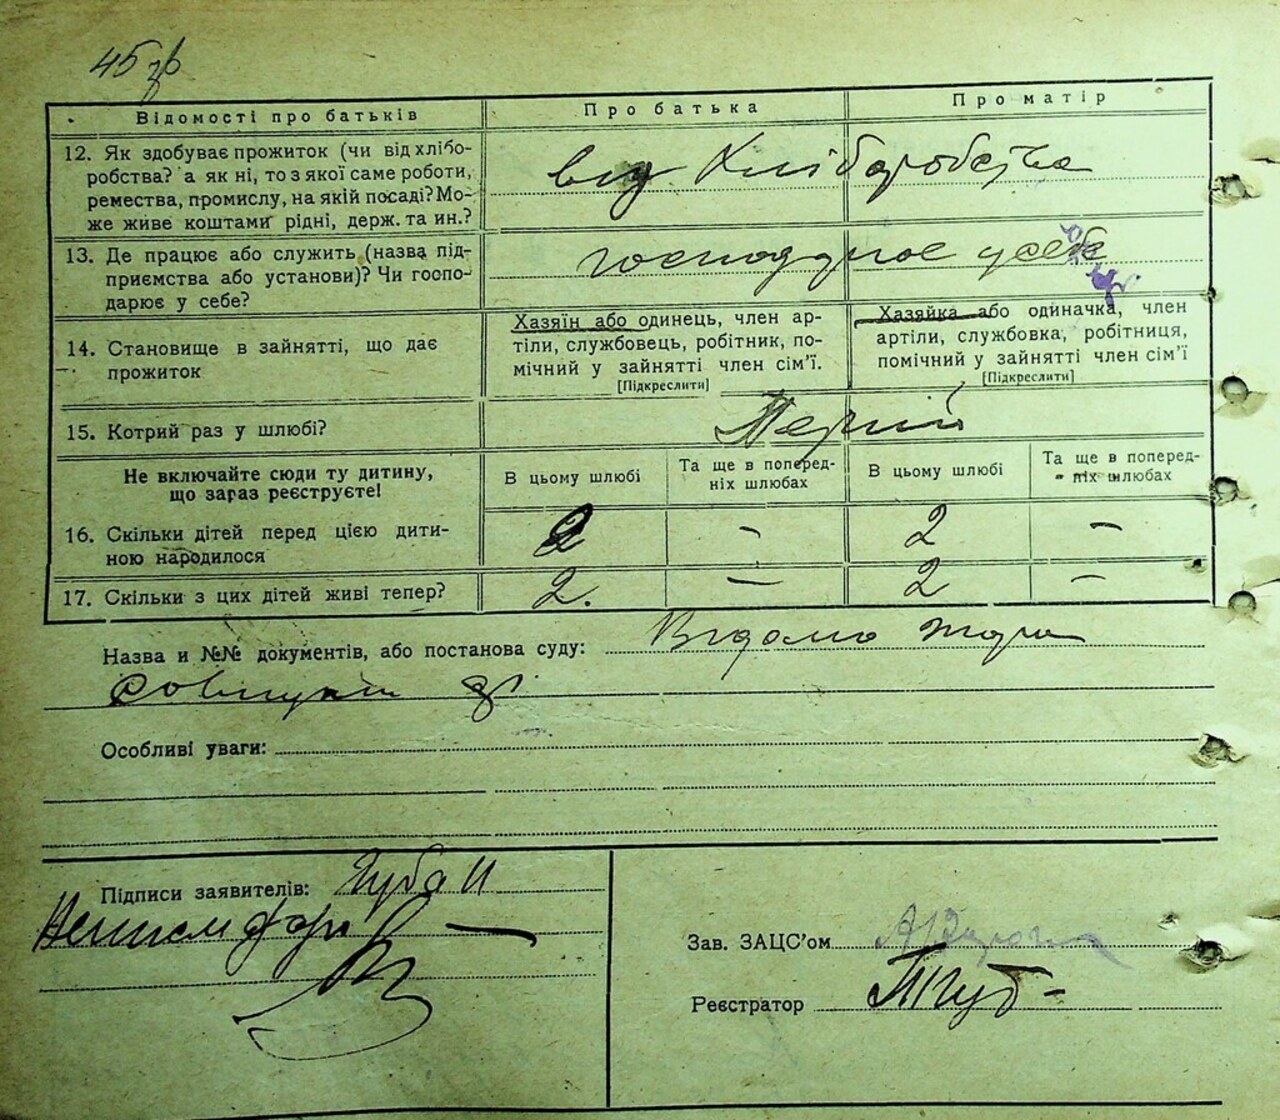 45 зв
Відомості про батьків
Про батька
Про матір
12. Як здобуває прожиток (чи від хлібо-
робства? а як ні, то з якої саме роботи,
ремества, промислу, на якій посаді? Мо-
же живе коштами рідні, держ. та ин.?
від Хліборобства
13. Де працює або служить (назва під-
приємства або установи)? Чи госпо-
дарює у себе?
господарює у себе
14. Становище в зайнятті, що дає
прожиток
Хазяїн або одинець, член ар-
тіли, службовець, робітник, по-
мічний у зайнятті член сім'ї.
[Підкреслити]
Хазяйка або одиначка, член
артіли, службовка, робітниця,
помічний у зайнятті член сім'ї
[Підкреслити]
15. Котрий раз у шлюбі?
Не включайте сюди ту дитину,
що зараз реєструєте!
В цьому шлюбі
Та ще в поперед-
ніх шлюбах
В цьому шлюбі
Та ще в поперед-
ніх шлюбах
16. Скільки дітей перед цією дити-
ною народилося
2 - 2 -
17. Скільки з цих дітей живі тепер?
2. - 2 -
Назва и №№ документів, або постанова суду: Відомо
Особливі уваги:
Підписи заявителів: Губа И
Зав. ЗАЦС'ом
Реєстратор